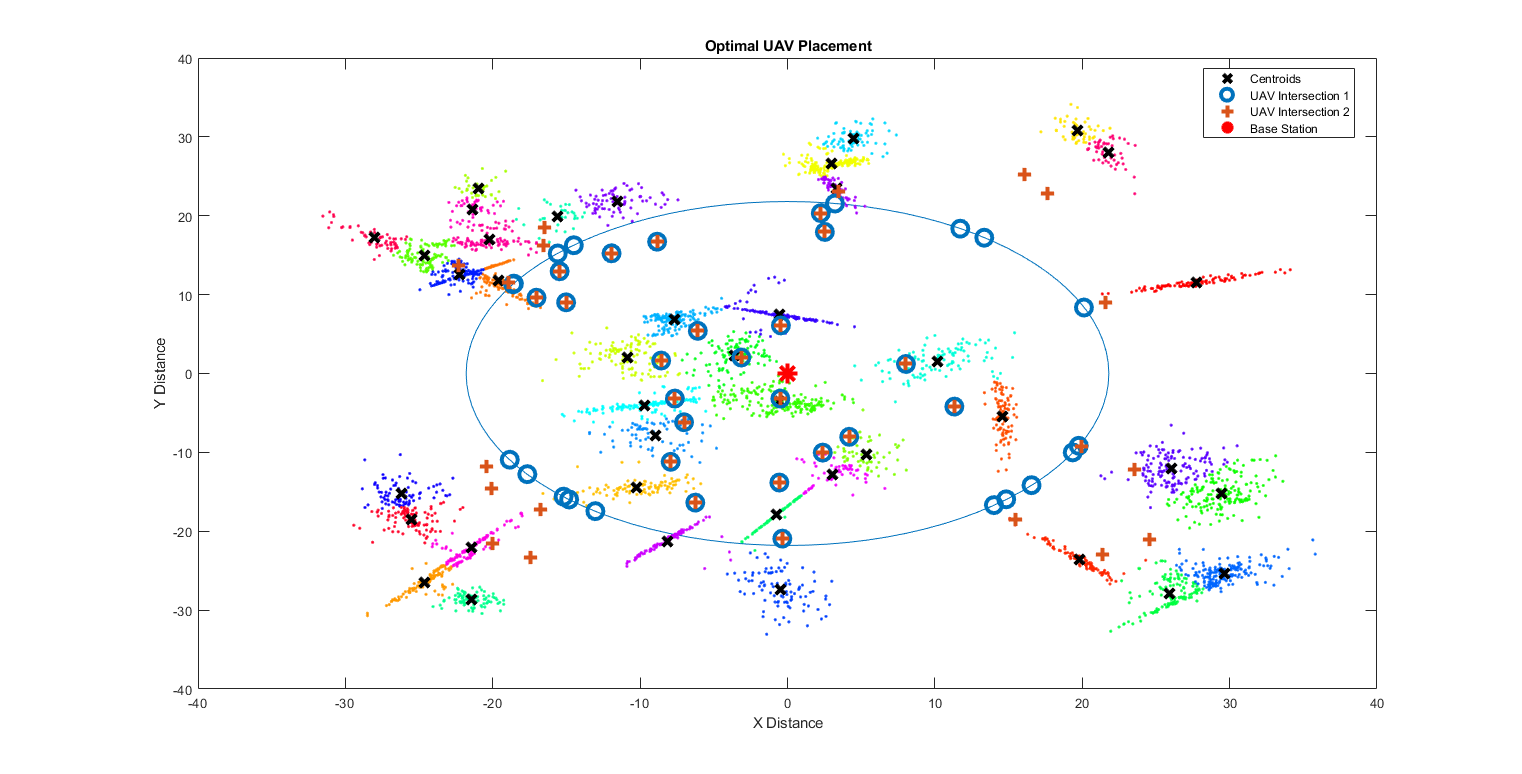 Optimal UAV Placement
Centroids
UAV Intersection 1
UAV Intersection 2
Base Station
Y Distance
40
30
20
10
0
-10
-20
-30
-40
-40
-30
-20
-10
0
10
20
30
40
X Distance